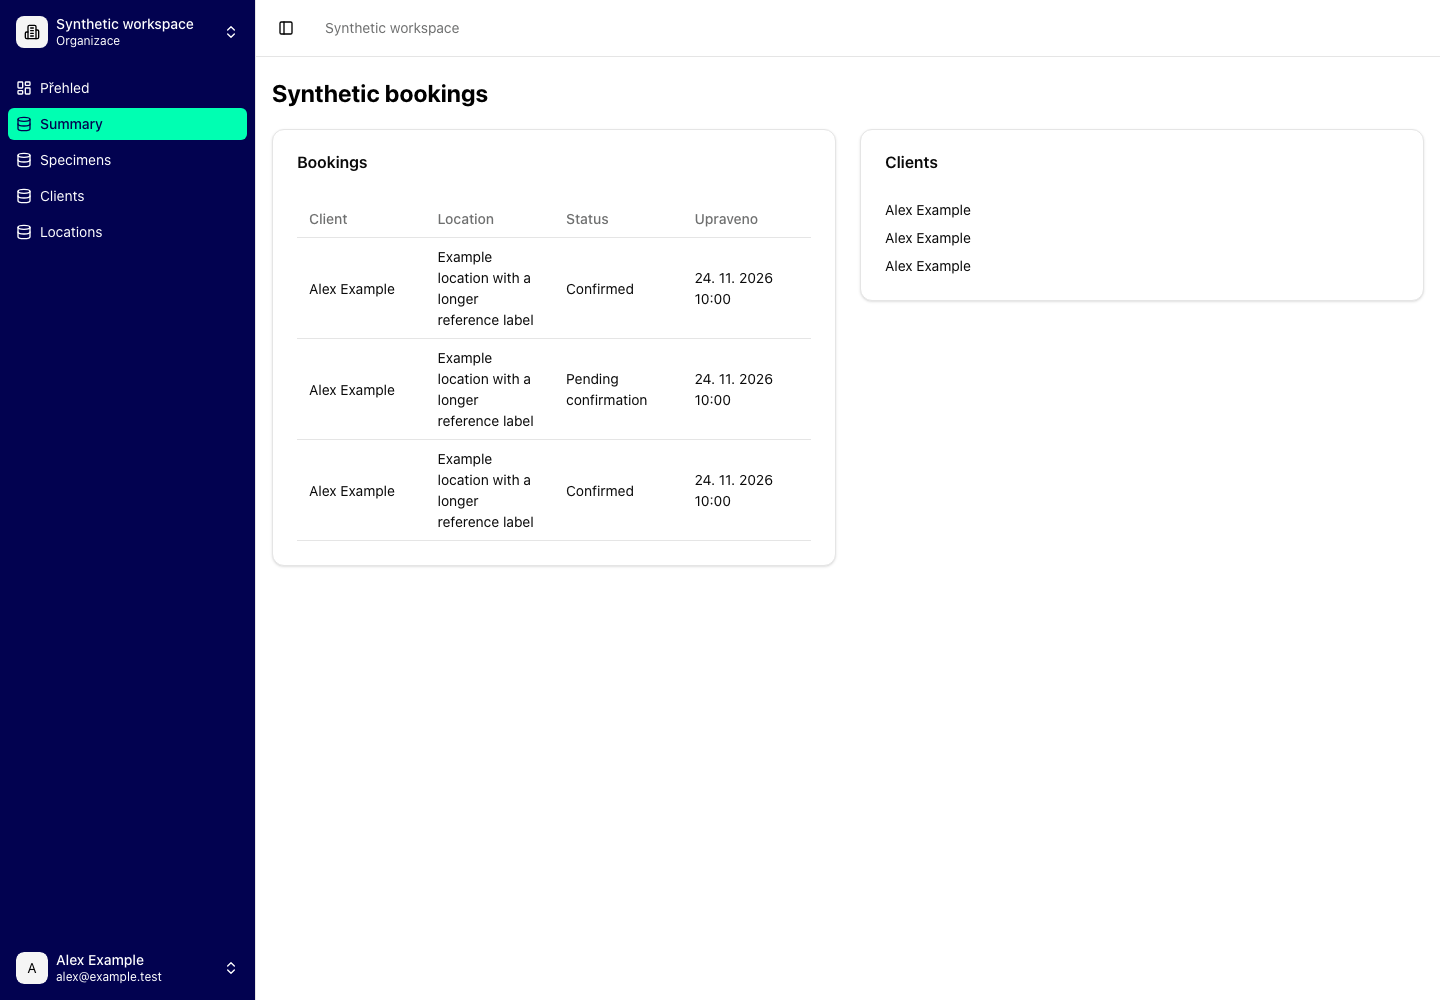 Synthetic workspace
Organizace
Přehled
Summary
Specimens
Clients
Locations
Alex Example
alex@example.test
A
Synthetic workspace
Synthetic bookings
Bookings
Client Location Status Upraveno
Alex Example
Example
location with a
longer
reference label
Confirmed
24. 11. 2026
10:00
Alex Example
Example
location with a
longer
reference label
Pending
confirmation
24. 11. 2026
10:00
Alex Example
Example
location with a
longer
reference label
Confirmed
24. 11. 2026
10:00
Clients
Alex Example
Alex Example
Alex Example